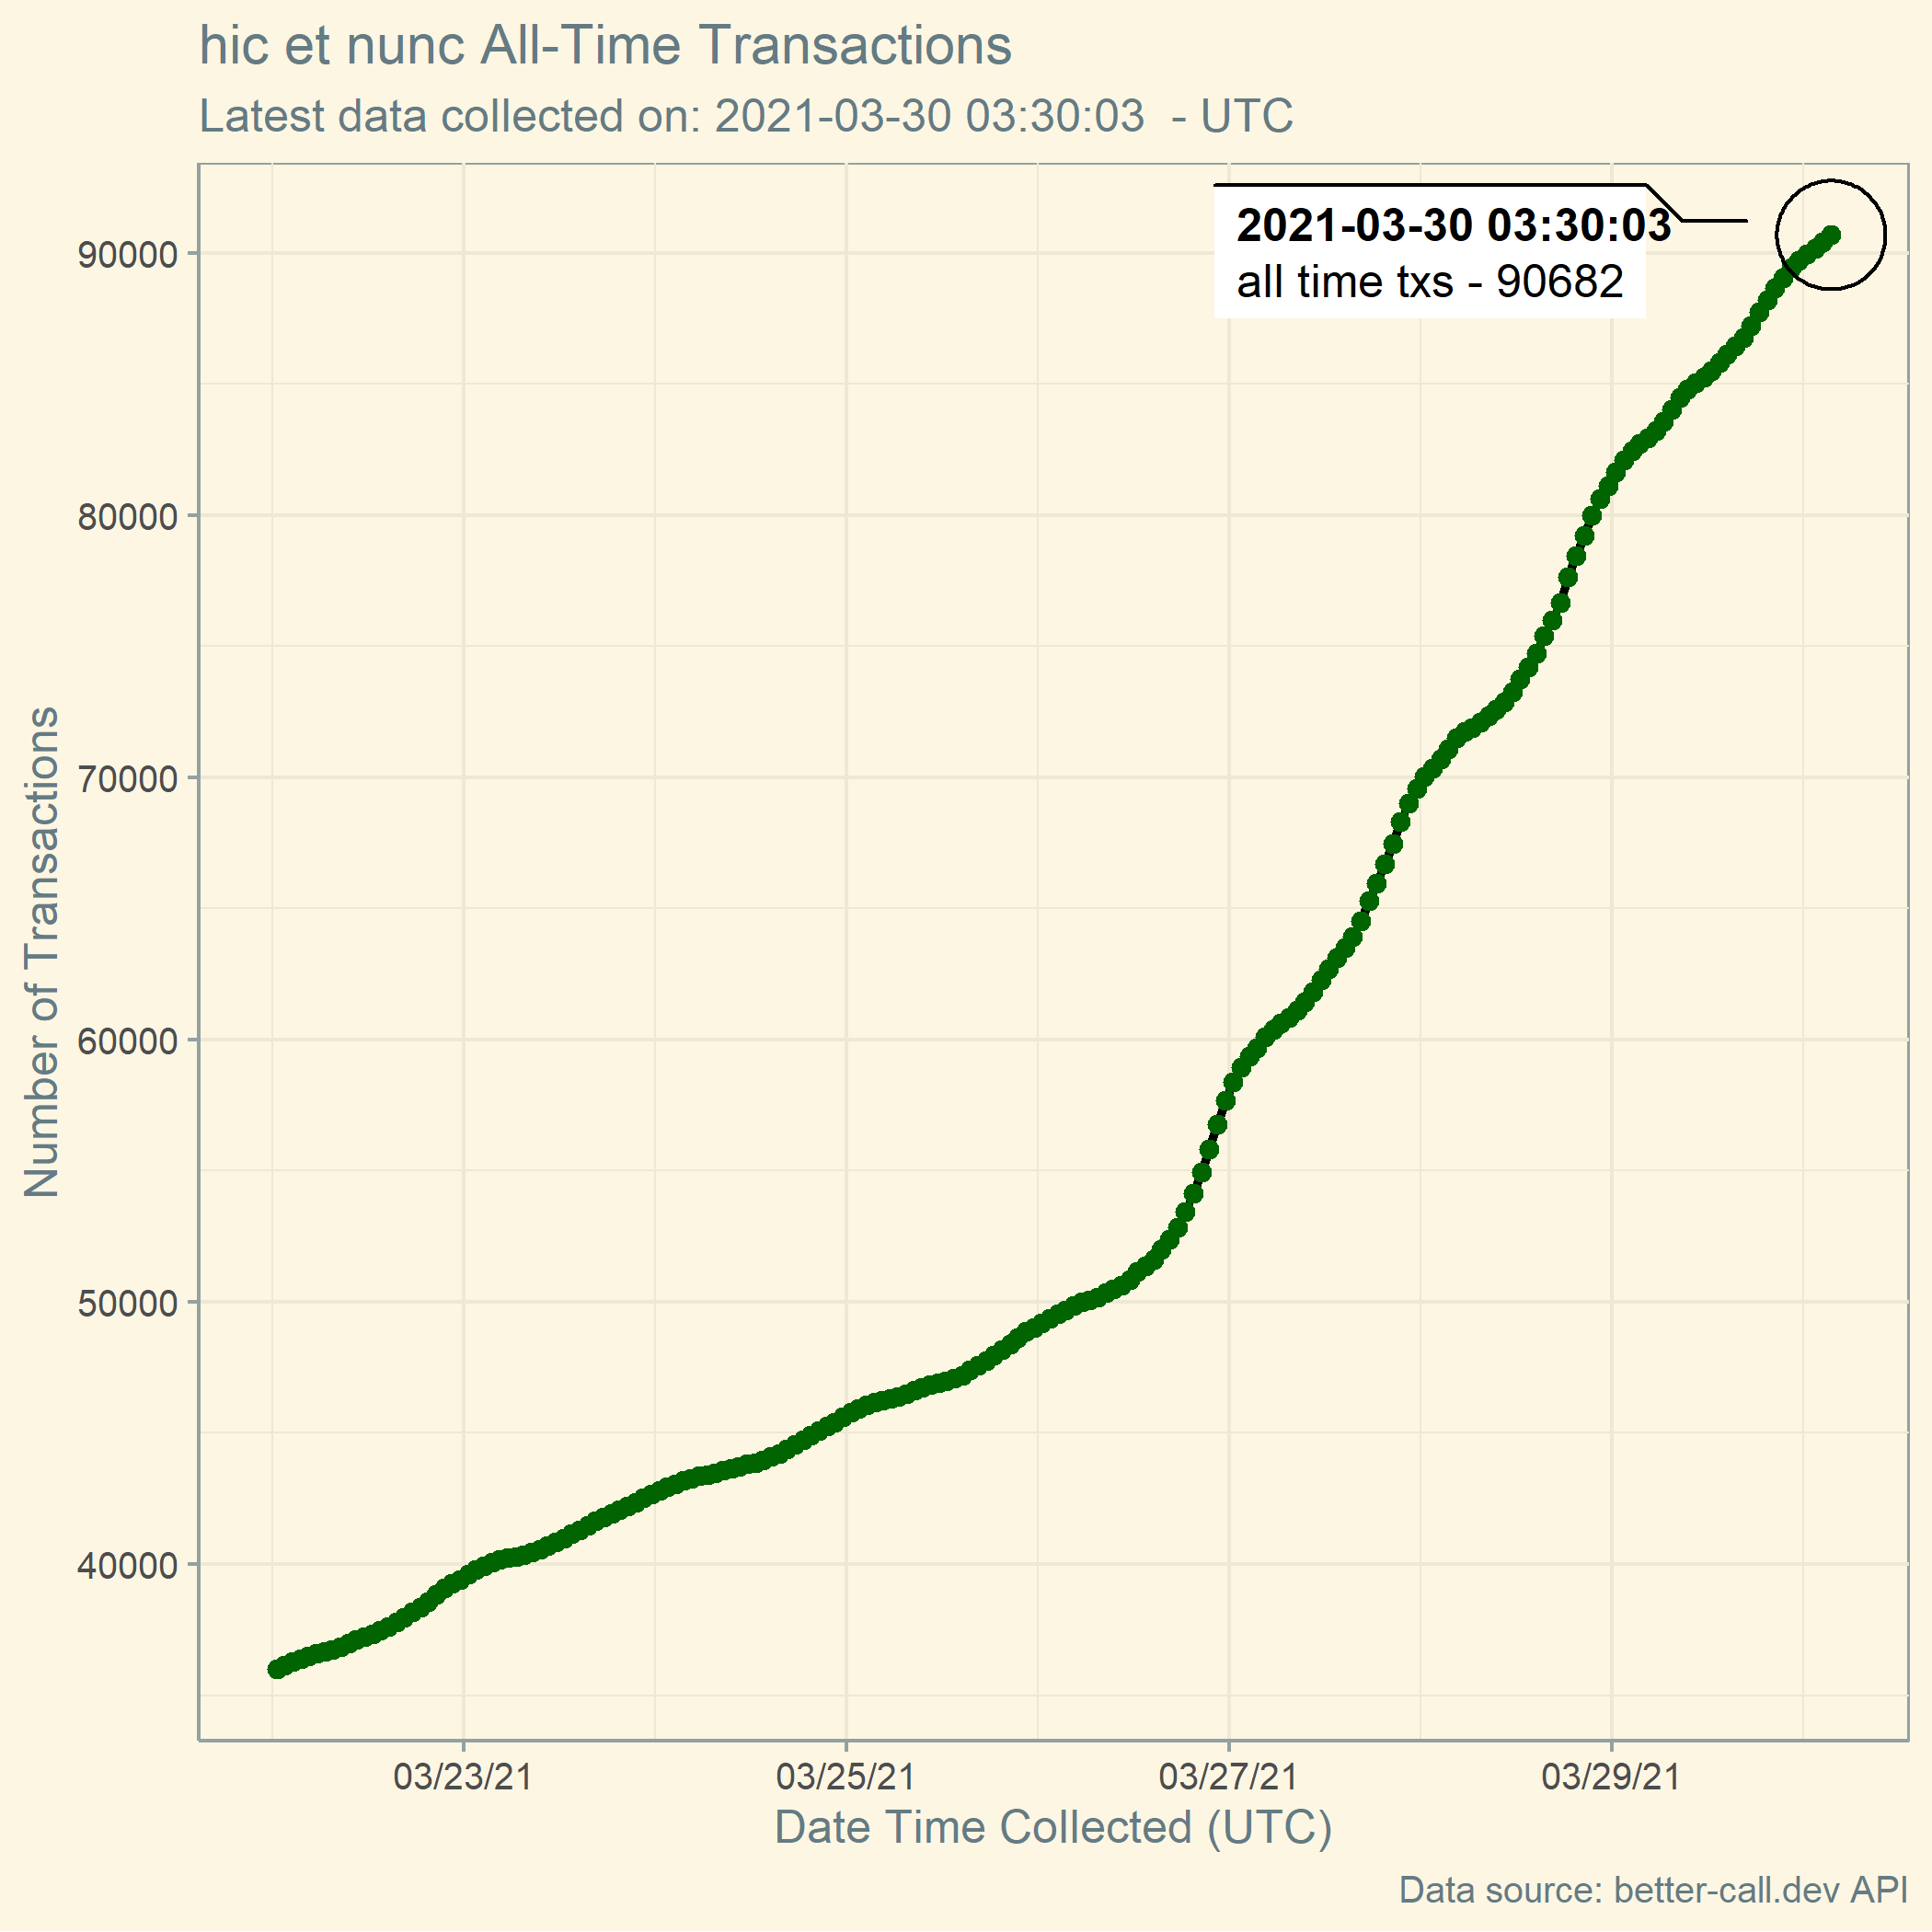 hic et nunc All-Time Transactions
Latest data collected on: 2021-03-30 03:30:03  - UTC
2021-03-30 03:30:03
all time txs - 90682
90000
80000
70000
60000
50000
40000
Number of Transactions
03/23/21
03/25/21
03/27/21
03/29/21
Date Time Collected (UTC)
Data source: better-call.dev API